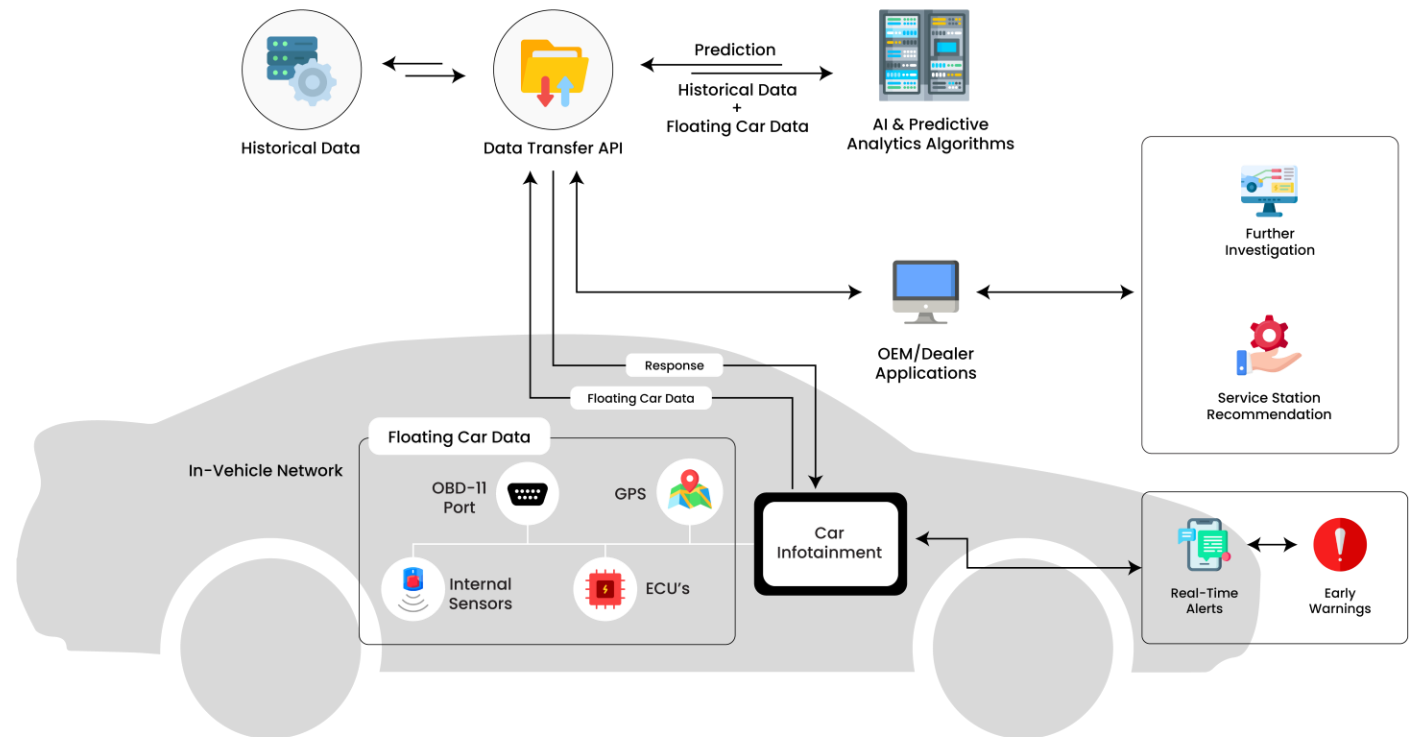 Prediction
Historical Data
+
Floating Car Data
Historical Data
Data Transfer API
AI & Predictive
Analytics Algorithms
Further
Investigation
OEM/Dealer
Applications
Service Station
Recommendation
Response
Floating Car Data
Floating Car Data
In-Vehicle Network
OBD-11
Port
GPS
Internal
Sensors
ECU's
Car
Infotainment
Real-Time
Alerts
Early
Warnings